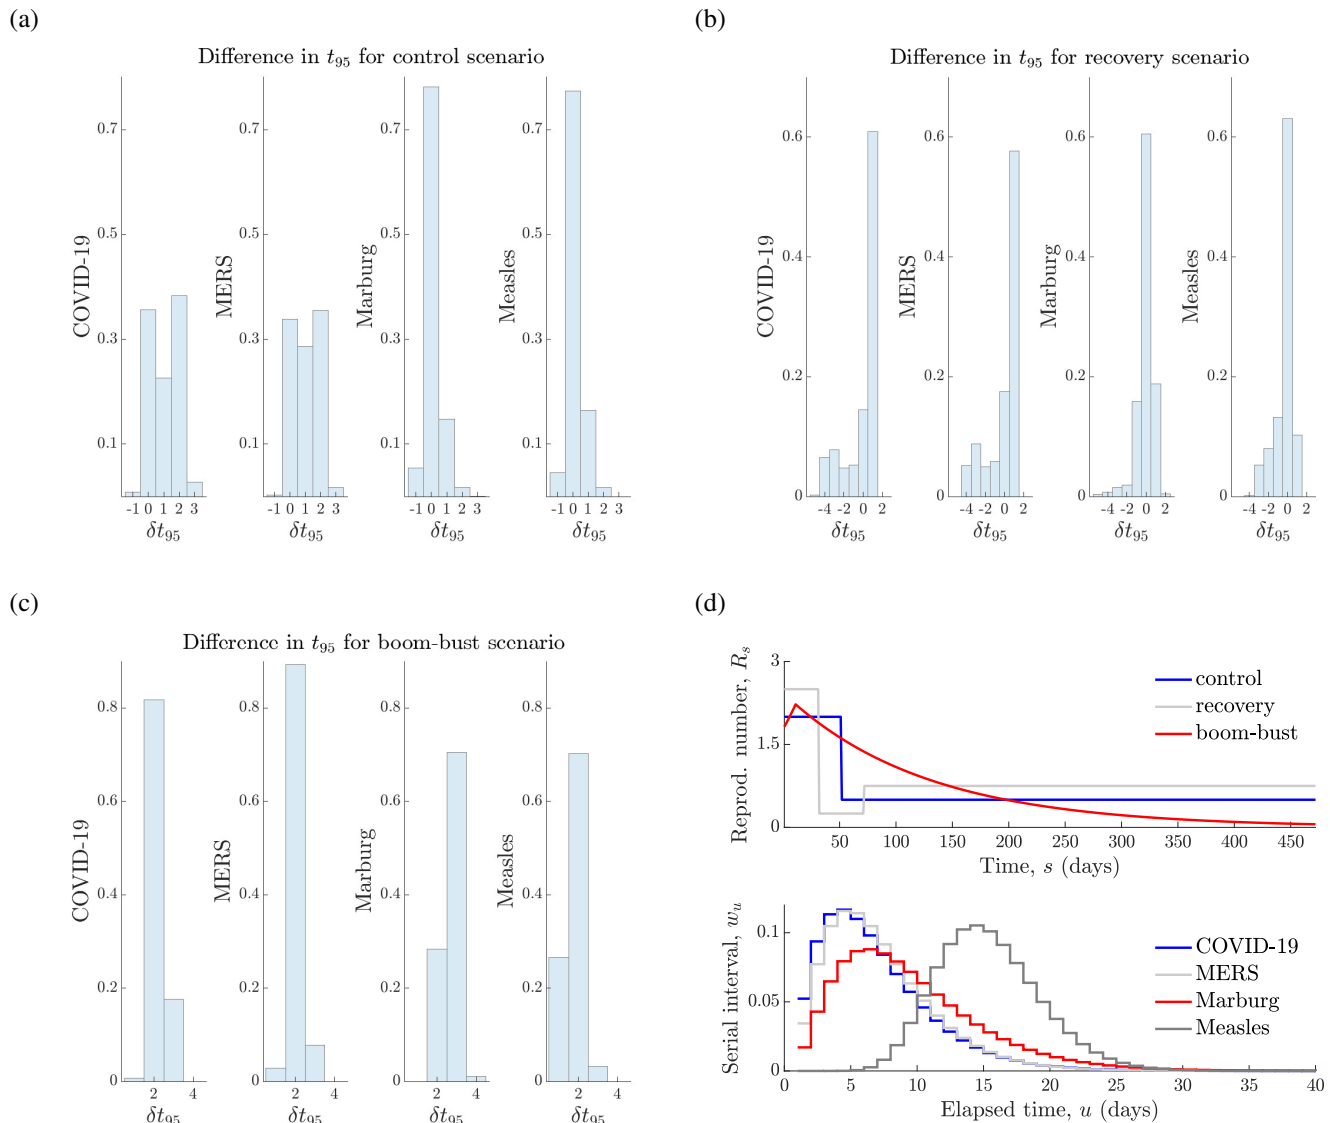 (a)
Difference in t95 for control scenario
COVID-19
0.7
0.5
0.3
0.1
-1 0 1 2 3
δt95
MERS
0.7
0.5
0.3
0.1
-1 0 1 2 3
δt95
Marburg
0.7
0.5
0.3
0.1
-1 0 1 2 3
δt95
Measles
0.7
0.5
0.3
0.1
-1 0 1 2 3
δt95
(b)
Difference in t95 for recovery scenario
COVID-19
0.6
0.4
0.2
0
-4 -2 0 2
δt95
MERS
0.6
0.4
0.2
0
-4 -2 0 2
δt95
Marburg
0.6
0.4
0.2
0
-4 -2 0 2
δt95
Measles
0.6
0.4
0.2
0
-4 -2 0 2
δt95
(c)
Difference in t95 for boom-bust scenario
COVID-19
0.8
0.6
0.4
0.2
0
2 4
δt95
MERS
0.8
0.6
0.4
0.2
0
2 4
δt95
Marburg
0.8
0.6
0.4
0.2
0
2 4
δt95
Measles
0.8
0.6
0.4
0.2
0
2 4
δt95
(d)
Reprod. number, Rs
3
1.5
0
control
recovery
boom-bust
50 100 150 200 250 300 350 400 450
Time, s (days)
Serial interval, wu
0.1
0.05
0
COVID-19
MERS
Marburg
Measles
0 5 10 15 20 25 30 35 40
Elapsed time, u (days)